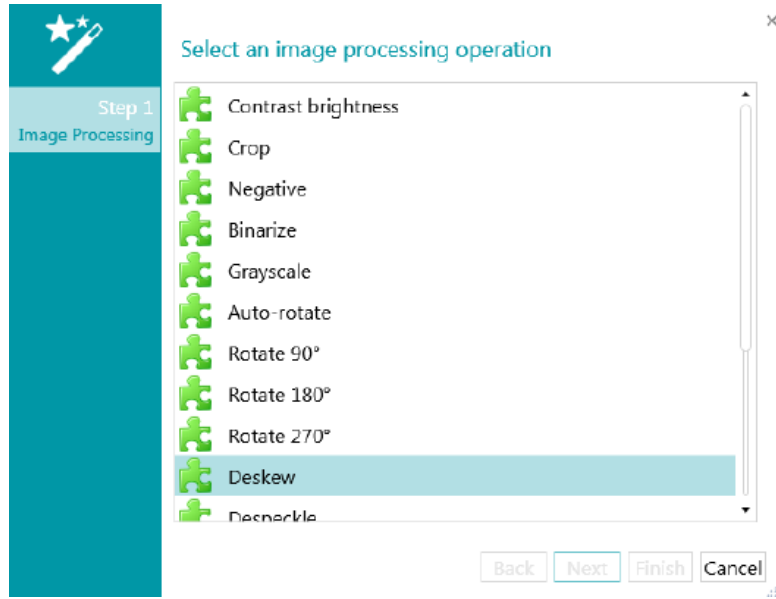 Select an image processing operation
Step 1
Image Processing
Contrast brightness
Crop
Negative
Binarize
Grayscale
Auto-rotate
Rotate 90°
Rotate 180°
Rotate 270°
Deskew
Despeckle
Back Next Finish Cancel